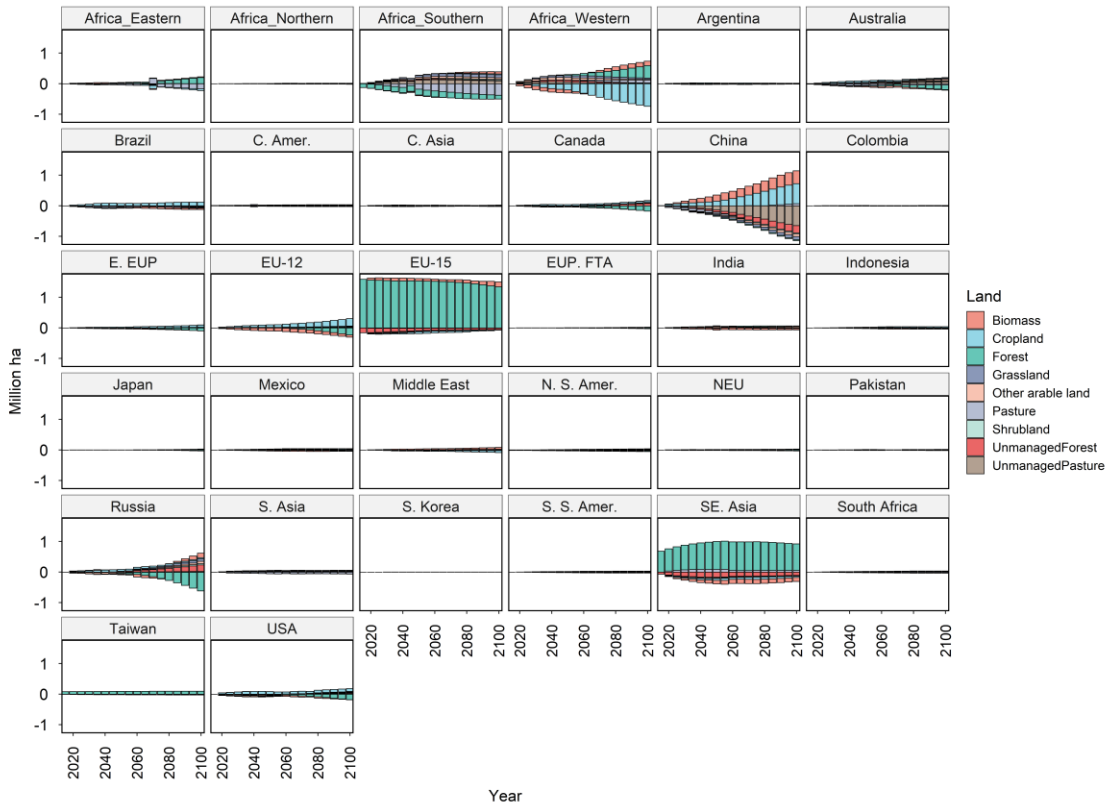 Africa_Eastern Africa_Northern Africa_Southern Africa_Western Argentina Australia
1
0
-1
Brazil C. Amer. C. Asia Canada China Colombia
1
0
-1
E. EUP EU-12 EU-15 EUP. FTA India Indonesia
1
0
-1
Japan Mexico Middle East N. S. Amer. NEU Pakistan
1
0
-1
Russia S. Asia S. Korea S. S. Amer. SE. Asia South Africa
1
0
-1
2020 2040 2060 2080 2100 2020 2040 2060 2080 2100 2020 2040 2060 2080 2100 2020 2040 2060 2080 2100
Taiwan USA
1
0
-1
2020 2040 2060 2080 2100 2020 2040 2060 2080 2100
Year
Million ha
Land
Biomass
Cropland
Forest
Grassland
Other arable land
Pasture
Shrubland
UnmanagedForest
UnmanagedPasture